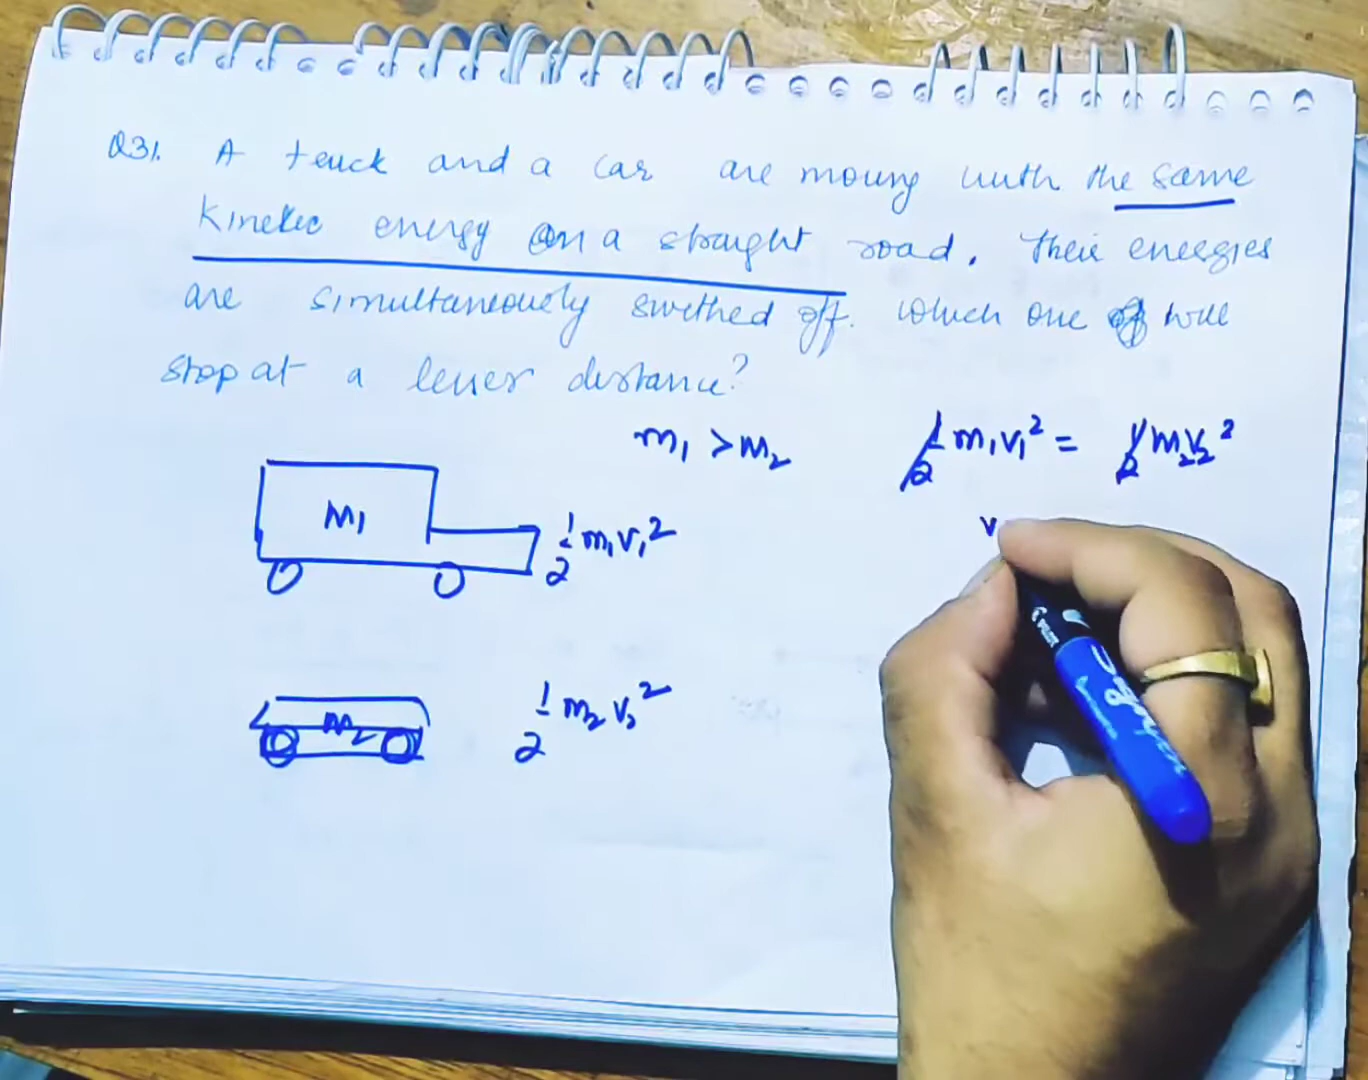 Q31. A truck and a car are moving with the same
Kinetic energy on a straight road. Their energies
are simultaneously swithed off. Which one of will
stop at a lesser distance?
m₁ > m₂
1/2 m₁v₁² = 1/2 m₂v₂²
M₁
1/2 m₁v₁²
v
m₂
1/2 m₂v₂²